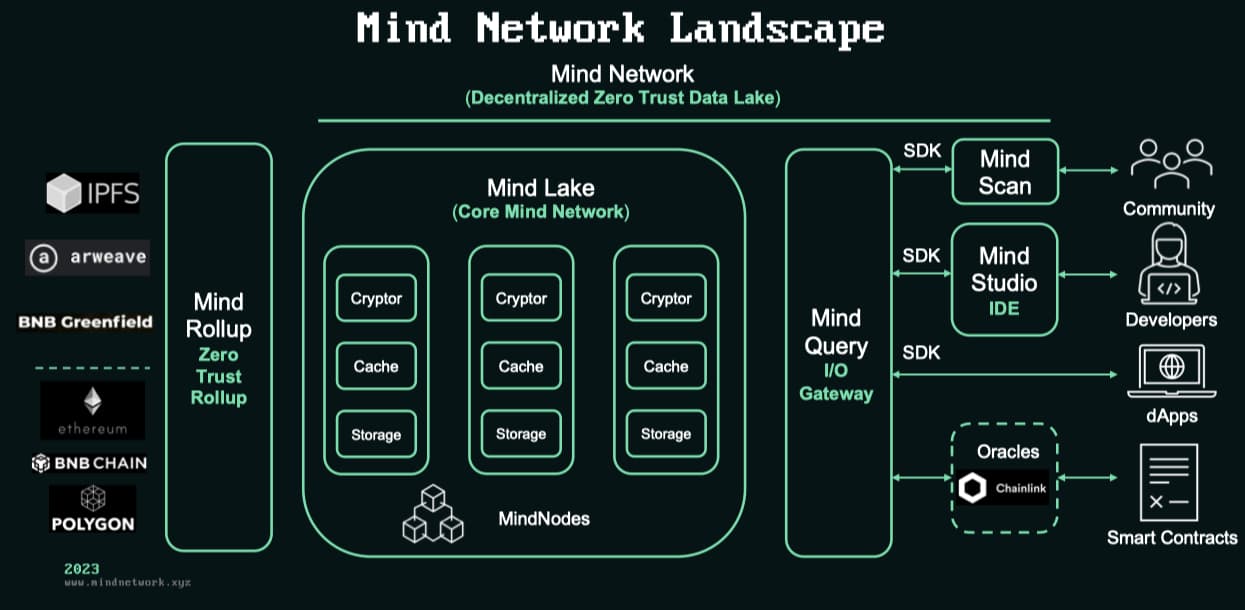 Mind Network Landscape
Mind Network
(Decentralized Zero Trust Data Lake)
IPFS
a arweave
BNB Greenfield
ethereum
BNB CHAIN
POLYGON
Mind
Rollup
Zero
Trust
Rollup
Mind Lake
(Core Mind Network)
Cryptor
Cache
Storage
Cryptor
Cache
Storage
Cryptor
Cache
Storage
MindNodes
Mind
Query
I/O
Gateway
SDK
Mind
Scan
Community
SDK
Mind
Studio
IDE
</>
Developers
SDK
dApps
Oracles
Chainlink
Smart Contracts
2023
www.mindnetwork.xyz